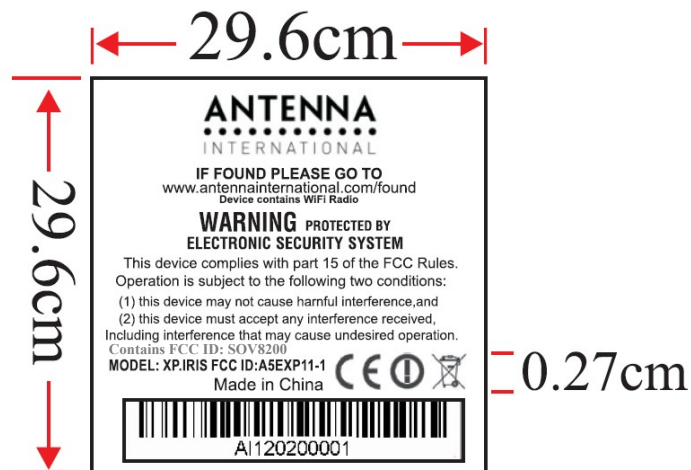 29.6cm
29.6cm
ANTENNA
INTERNATIONAL
IF FOUND PLEASE GO TO
www.antennainternational.com/found
Device contains WiFi Radio
WARNING PROTECTED BY
ELECTRONIC SECURITY SYSTEM
This device complies with part 15 of the FCC Rules.
Operation is subject to the following two conditions:
(1) this device may not cause harmful interference,and
(2) this device must accept any interference received,
Including interference that may cause undesired operation.
Contains FCC ID: SOV8200
MODEL: XP.IRIS FCC ID:A5EXP11-1
Made in China CE
0.27cm
AI120200001